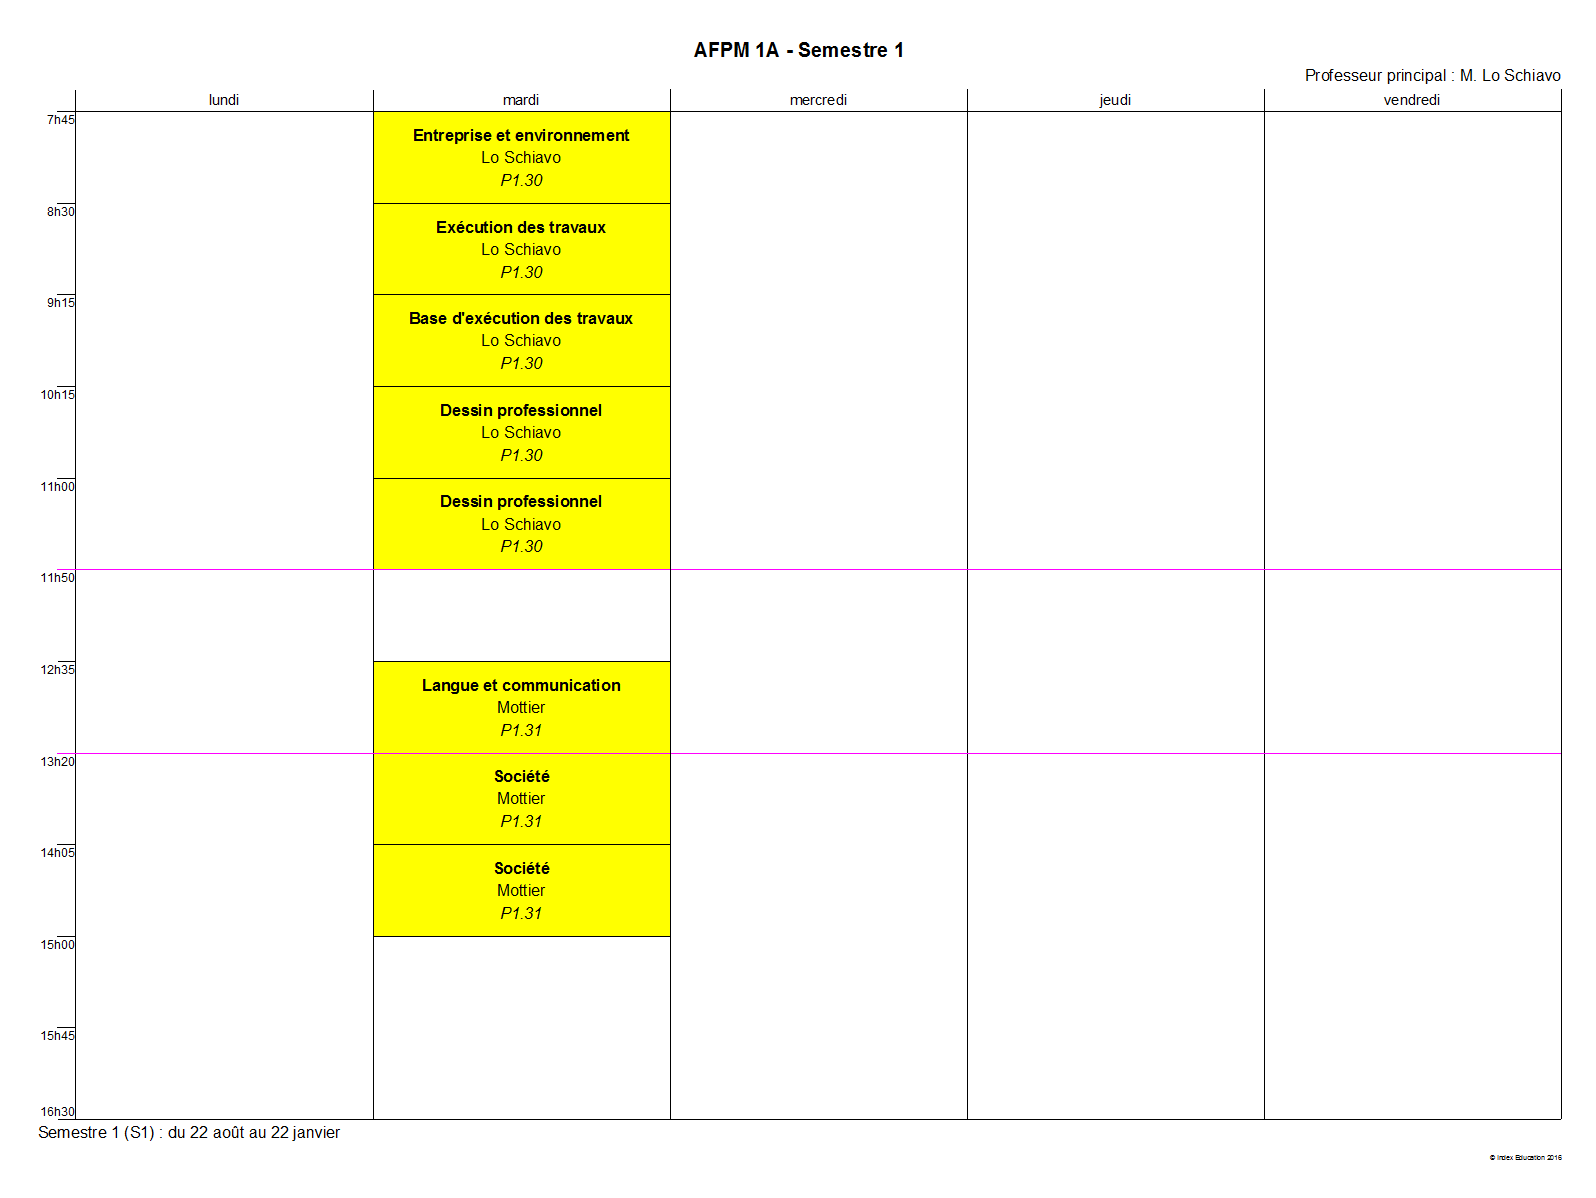 AFPM 1A - Semestre 1
Professeur principal : M. Lo Schiavo
lundi
mardi
mercredi
jeudi
vendredi
7h45
Entreprise et environnement
Lo Schiavo
P1.30
8h30
Exécution des travaux
Lo Schiavo
P1.30
9h15
Base d'exécution des travaux
Lo Schiavo
P1.30
10h15
Dessin professionnel
Lo Schiavo
P1.30
11h00
Dessin professionnel
Lo Schiavo
P1.30
11h50
12h35
Langue et communication
Mottier
P1.31
13h20
Société
Mottier
P1.31
14h05
Société
Mottier
P1.31
15h00
15h45
16h30
Semestre 1 (S1) : du 22 août au 22 janvier
© Index Education 2016